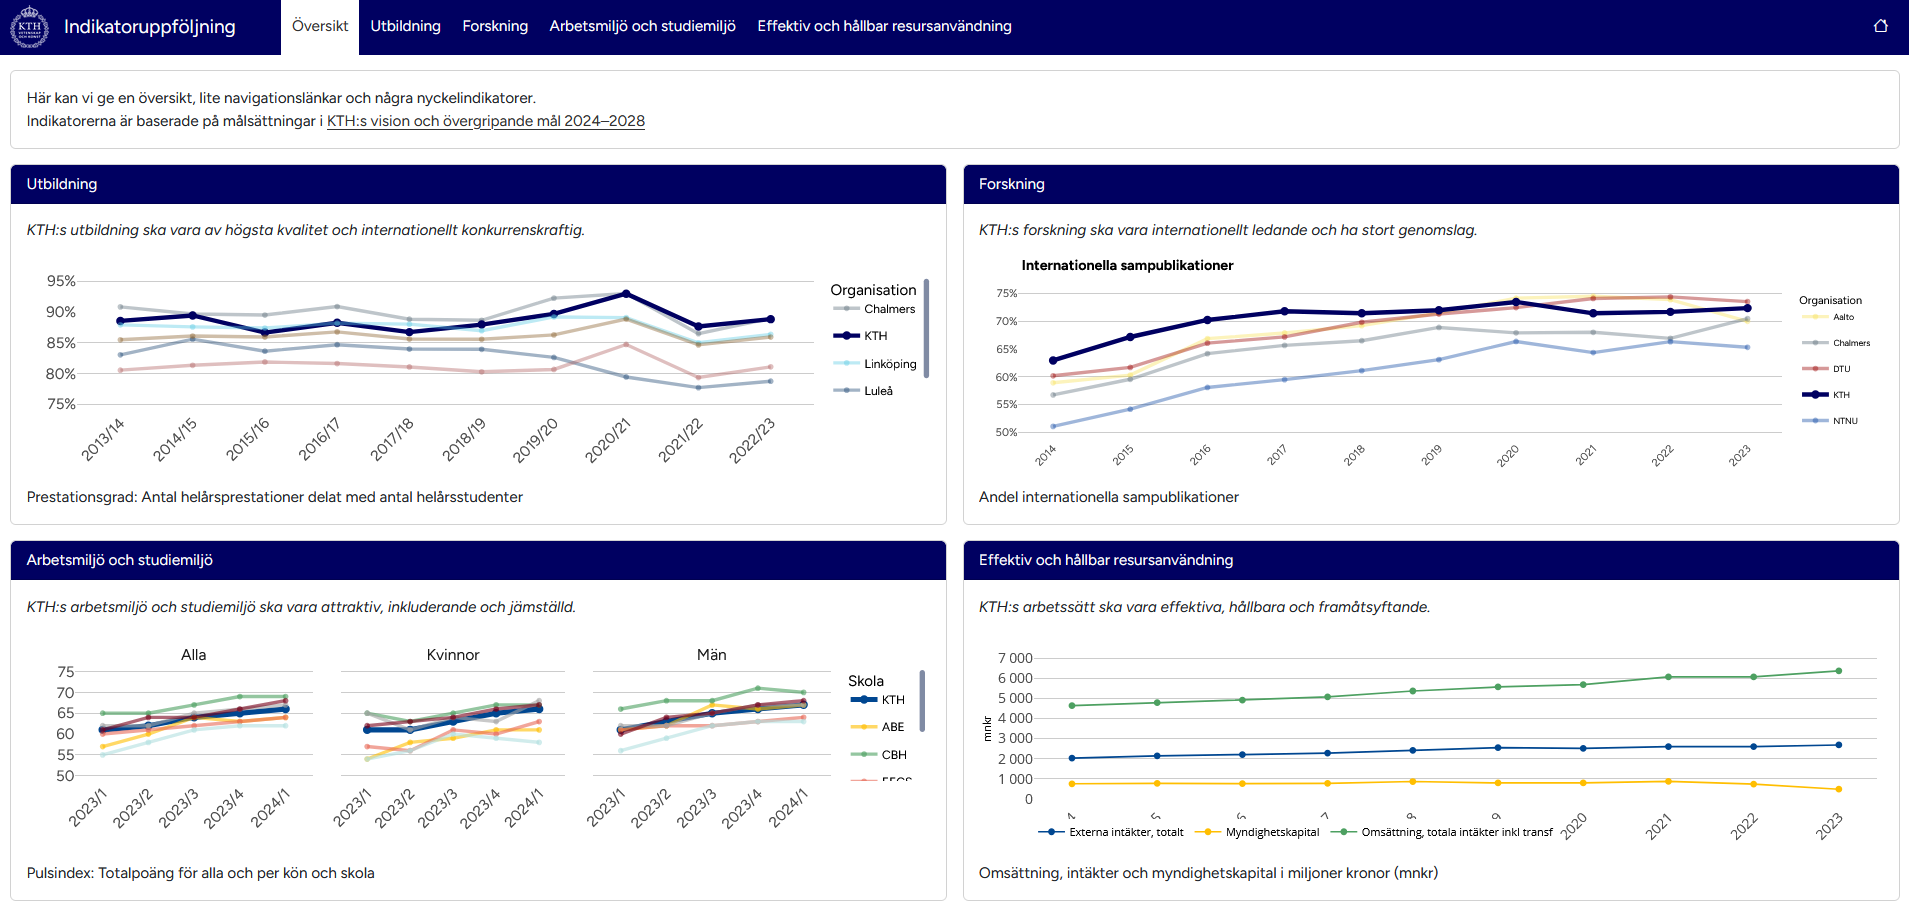 KTH
VETENSKAP
OCH KONST
Indikatoruppföljning
Översikt
Utbildning
Forskning
Arbetsmiljö och studiemiljö
Effektiv och hållbar resursanvändning
Här kan vi ge en översikt, lite navigationslänkar och några nyckelindikatorer.
Indikatorerna är baserade på målsättningar i KTH:s vision och övergripande mål 2024–2028
Utbildning
KTH:s utbildning ska vara av högsta kvalitet och internationellt konkurrenskraftig.
95%
90%
85%
80%
75%
2013/14
2014/15
2015/16
2016/17
2017/18
2018/19
2019/20
2020/21
2021/22
2022/23
Organisation
Chalmers
KTH
Linköping
Luleå
Prestationsgrad: Antal helårsprestationer delat med antal helårsstudenter
Forskning
KTH:s forskning ska vara internationellt ledande och ha stort genomslag.
Internationella sampublikationer
75%
70%
65%
60%
55%
50%
2014
2015
2016
2017
2018
2019
2020
2021
2022
2023
Organisation
Aalto
Chalmers
DTU
KTH
NTNU
Andel internationella sampublikationer
Arbetsmiljö och studiemiljö
KTH:s arbetsmiljö och studiemiljö ska vara attraktiv, inkluderande och jämställd.
Alla
Kvinnor
Män
75
70
65
60
55
50
2023/1
2023/2
2023/3
2023/4
2024/1
2023/1
2023/2
2023/3
2023/4
2024/1
2023/1
2023/2
2023/3
2023/4
2024/1
Skola
KTH
ABE
CBH
Pulsindex: Totalpoäng för alla och per kön och skola
Effektiv och hållbar resursanvändning
KTH:s arbetssätt ska vara effektiva, hållbara och framåtsyftande.
mnkr
7 000
6 000
5 000
4 000
3 000
2 000
1 000
0
2020
2021
2022
2023
Externa intäkter, totalt
Myndighetskapital
Omsättning, totala intäkter inkl transf
Omsättning, intäkter och myndighetskapital i miljoner kronor (mnkr)